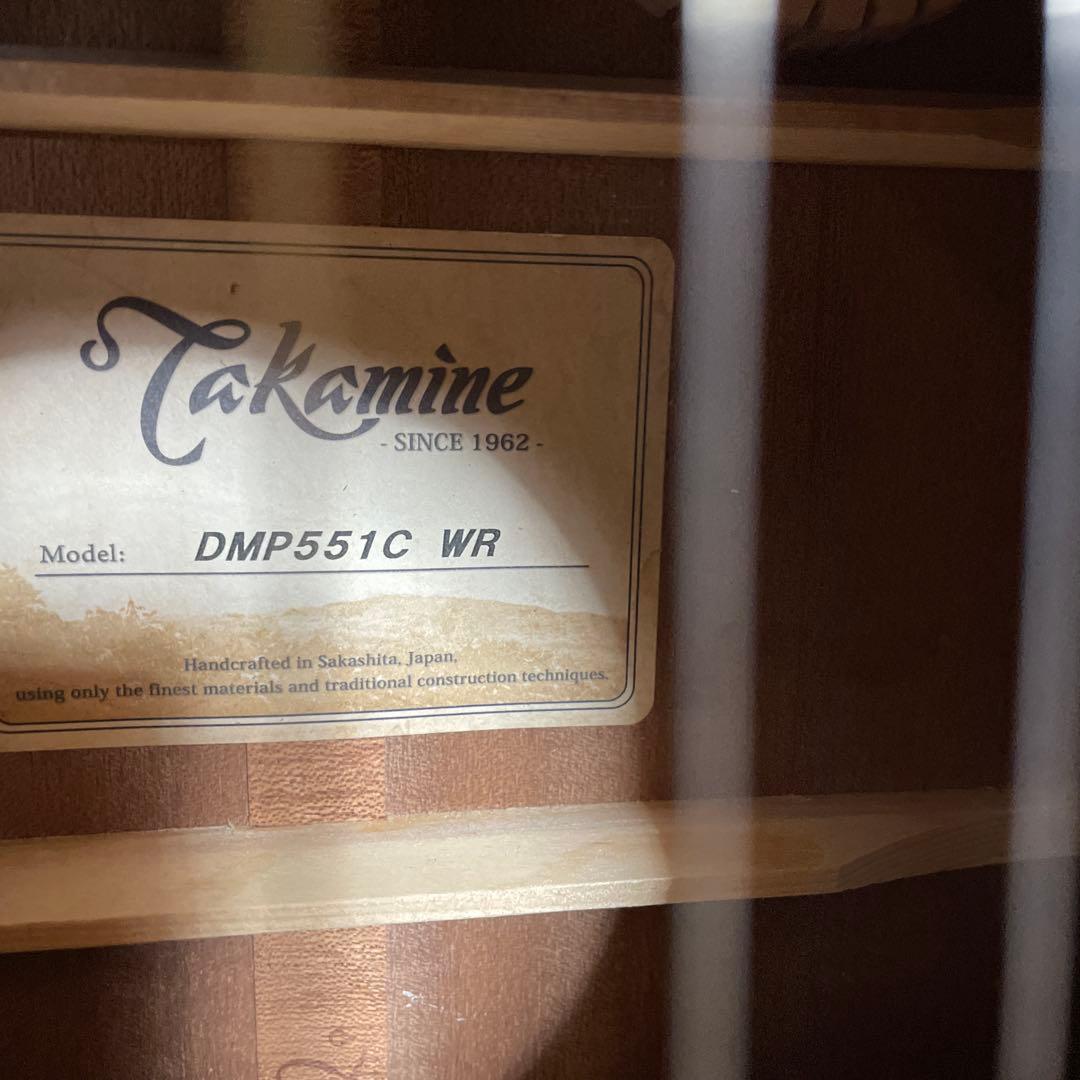 Takamine
- SINCE 1962 -
Model: DMP551C WR
Handcrafted in Sakashita, Japan,
using only the finest materials and traditional construction techniques.